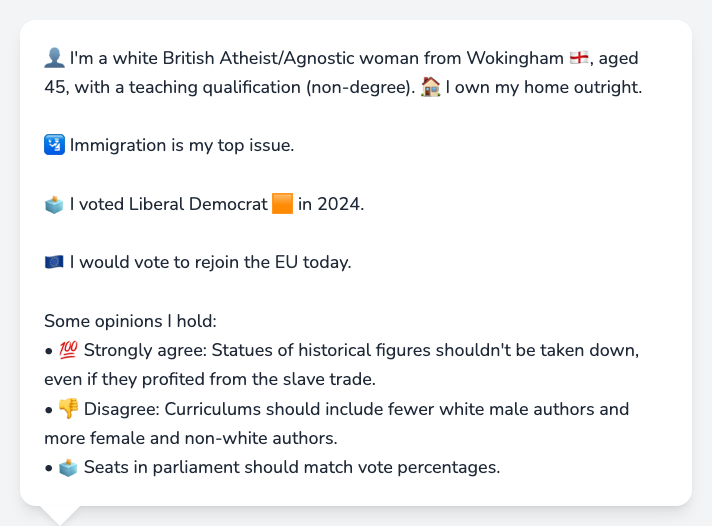 👤 I'm a white British Atheist/Agnostic woman from Wokingham 🏴󠁧󠁢󠁥󠁮󠁧󠁿, aged
45, with a teaching qualification (non-degree). 🏠 I own my home outright.
🛂 Immigration is my top issue.
🗳️ I voted Liberal Democrat 🟧 in 2024.
🇪🇺 I would vote to rejoin the EU today.
Some opinions I hold:
• 💯 Strongly agree: Statues of historical figures shouldn't be taken down,
even if they profited from the slave trade.
• 👎 Disagree: Curriculums should include fewer white male authors and
more female and non-white authors.
• 🗳️ Seats in parliament should match vote percentages.